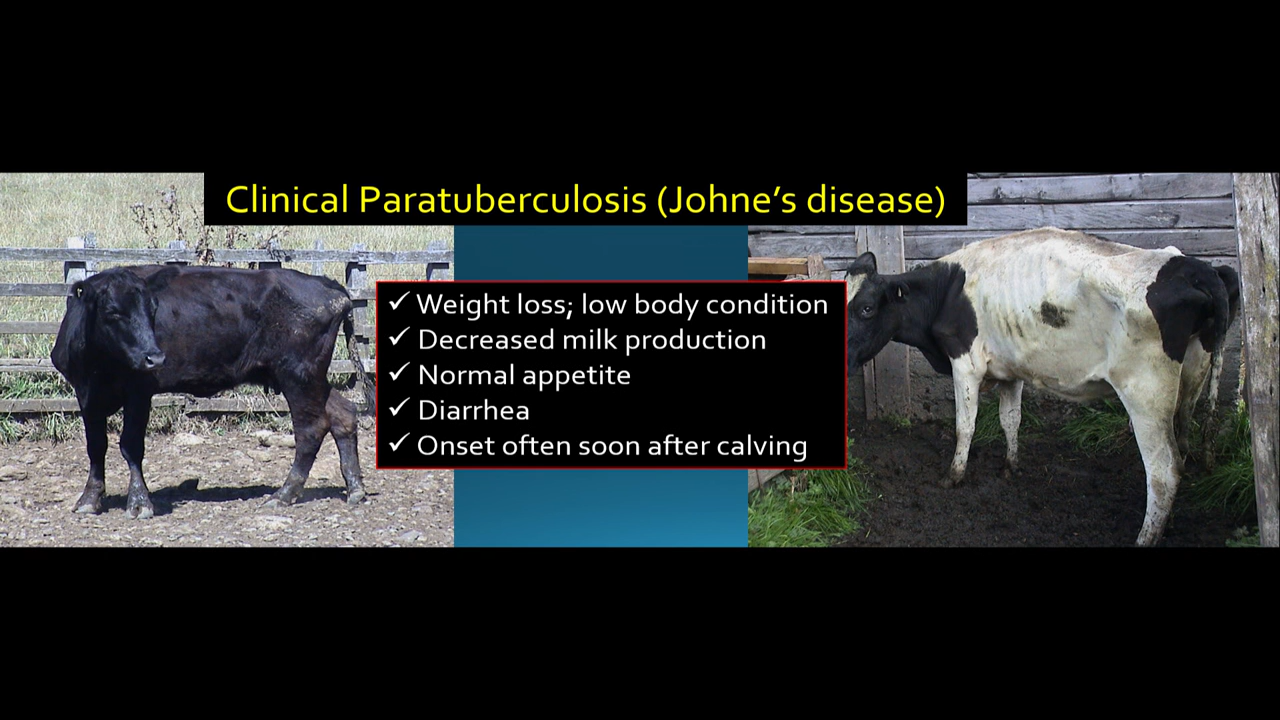 Clinical Paratuberculosis (Johne’s disease)
✓ Weight loss; low body condition
✓ Decreased milk production
✓ Normal appetite
✓ Diarrhea
✓ Onset often soon after calving